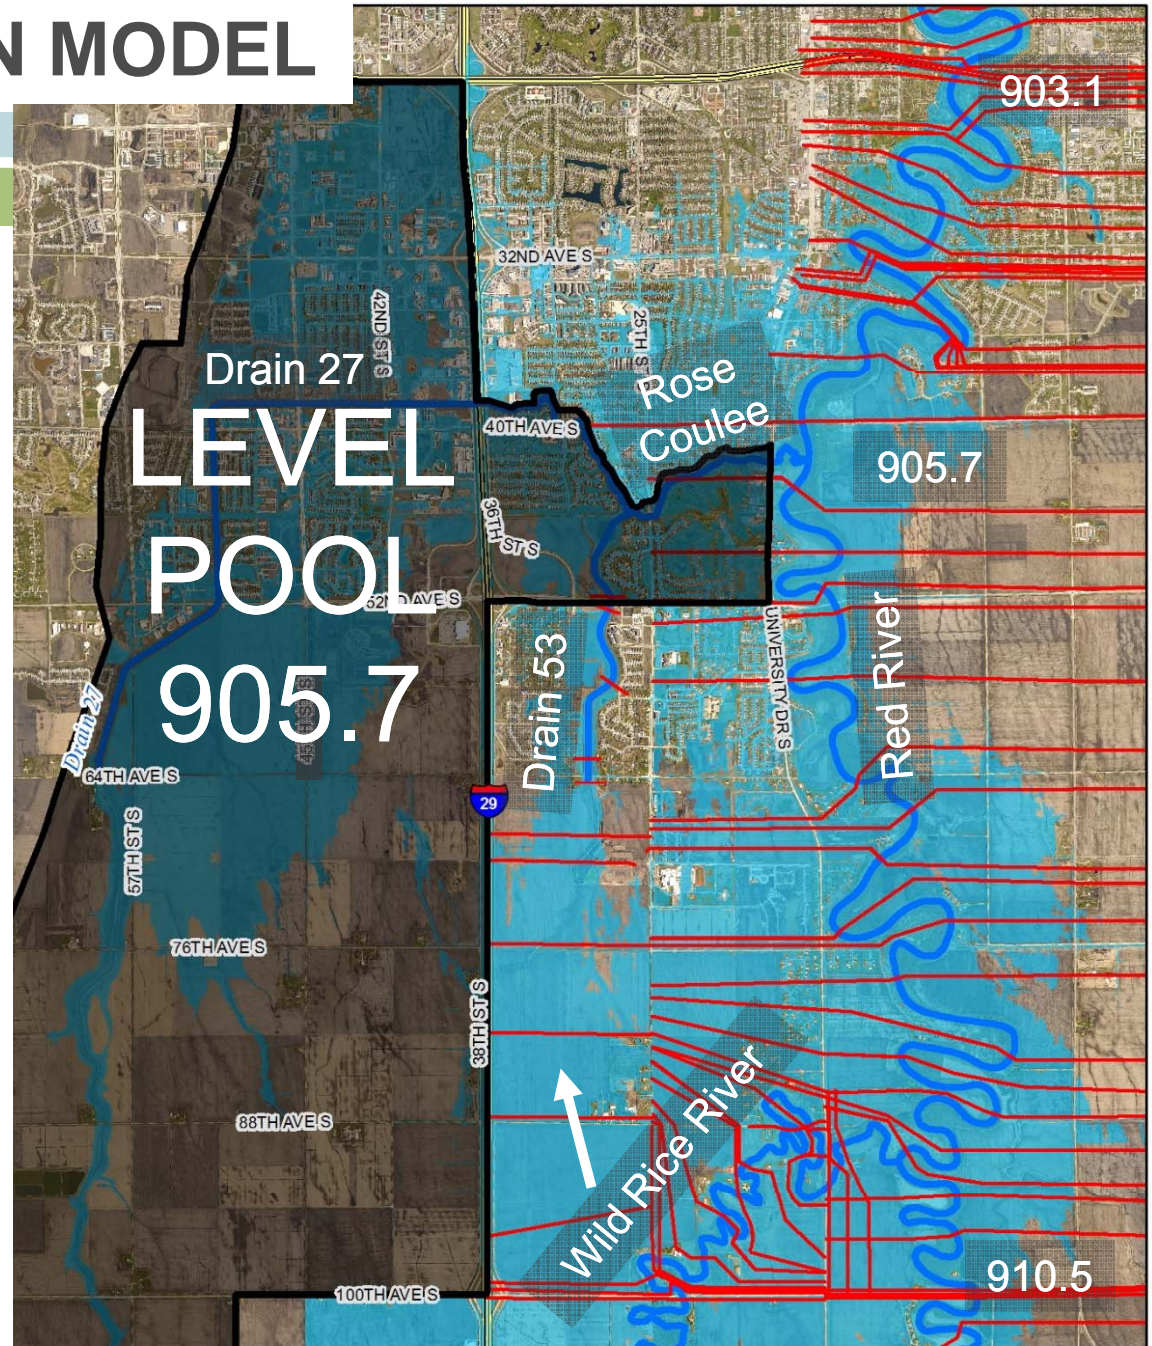 N MODEL
903.1
32ND AVE S
42ND ST S
25TH S
Drain 27
Rose
Coulee
LEVEL
40TH AVE S
905.7
36TH ST S
POOL
52ND AVE S
UNIVERSITY DR S
Drain 53
Red River
905.7
Drain 27
64TH AVE S
29
57TH ST S
76TH AVE S
38TH ST S
Wild Rice River
88TH AVE S
910.5
100TH AVE S